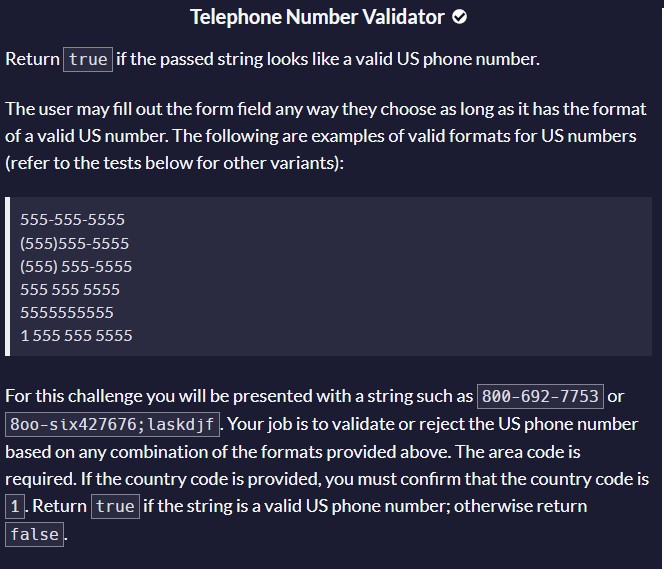 Telephone Number Validator
Return true if the passed string looks like a valid US phone number.
The user may fill out the form field any way they choose as long as it has the format
of a valid US number. The following are examples of valid formats for US numbers
(refer to the tests below for other variants):
555-555-5555
(555)555-5555
(555) 555-5555
555 555 5555
5555555555
1 555 555 5555
For this challenge you will be presented with a string such as 800-692-7753 or
8oo-six427676;laskdjf. Your job is to validate or reject the US phone number
based on any combination of the formats provided above. The area code is
required. If the country code is provided, you must confirm that the country code is
1. Return true if the string is a valid US phone number; otherwise return
false.